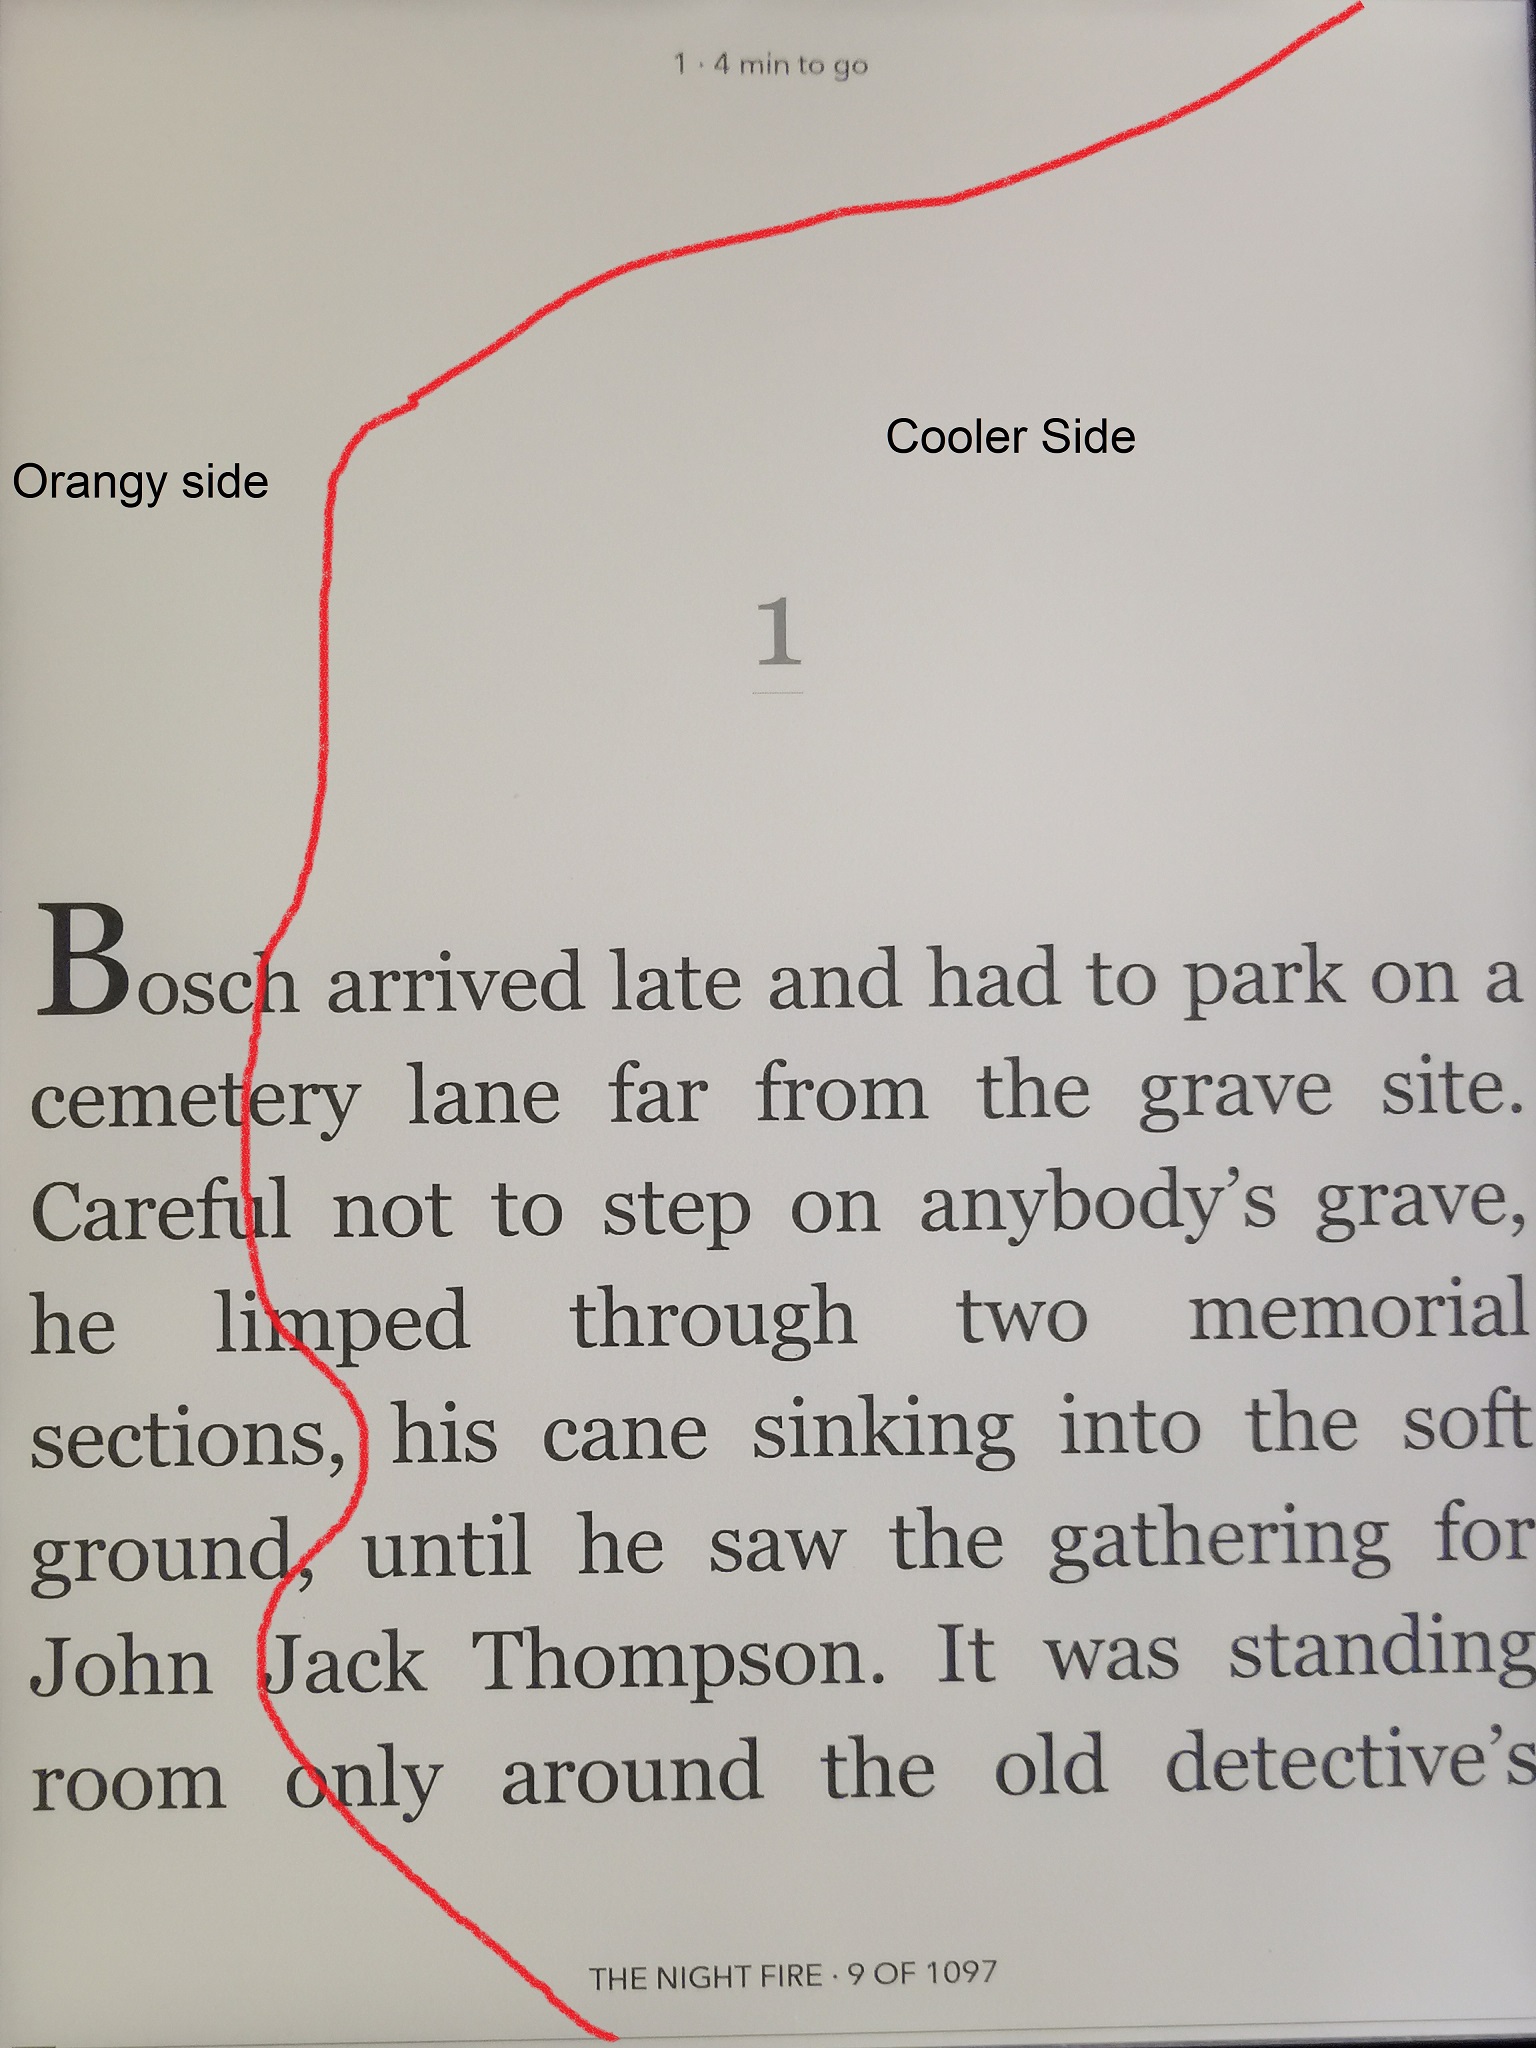 1 · 4 min to go
Cooler Side
Orangy side
1
Bosch arrived late and had to park on a
cemetery lane far from the grave site.
Careful not to step on anybody’s grave,
he limped through two memorial
sections, his cane sinking into the soft
ground, until he saw the gathering for
John Jack Thompson. It was standing
room only around the old detective’s
THE NIGHT FIRE · 9 OF 1097